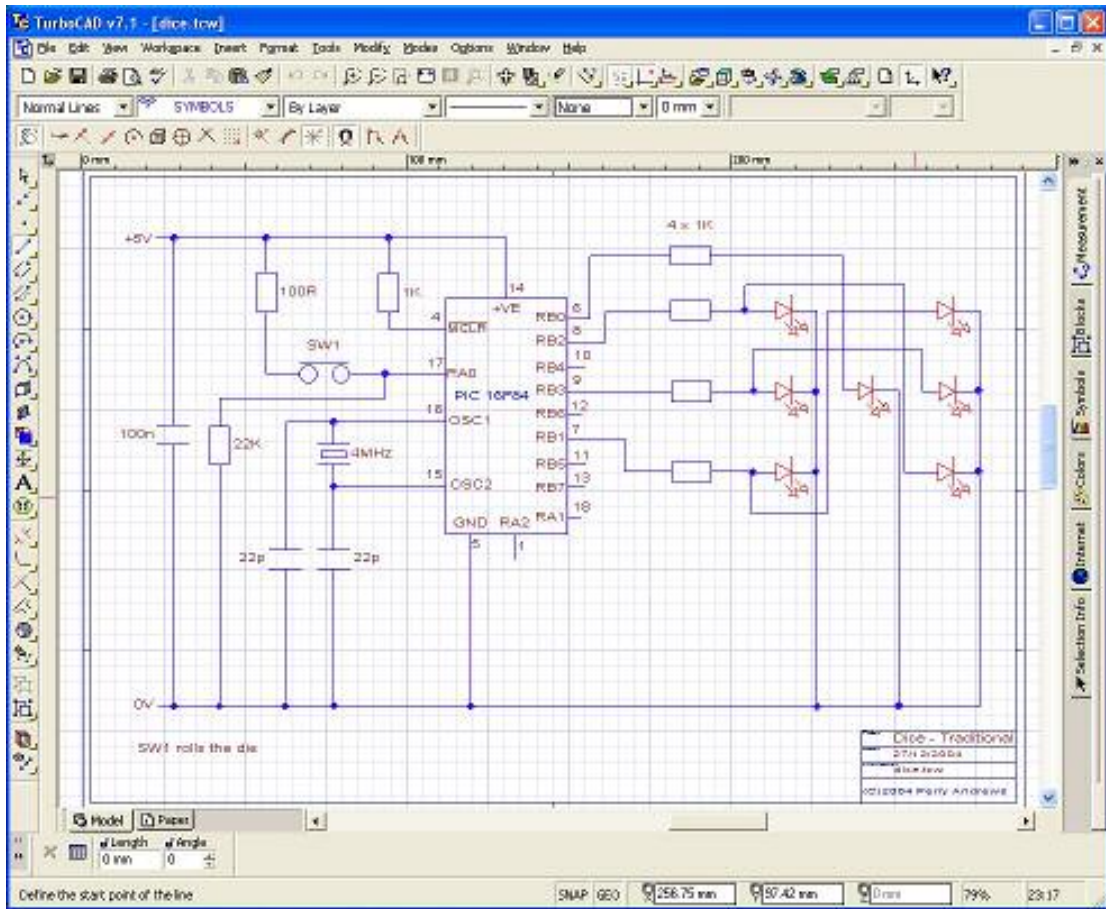 TurboCAD v7.1 - [dice.tcw]
File Edit View Workspace Insert Format Tools Modify Modes Options Window Help
Normal Lines SYMBOLS By Layer None 0 mm
0 mm 100 mm 200 mm
4 x 1K
+5V
100R 1K 14
+VE
4 MCLR RB0 6
SW1 RB2 8
17 RA0 RB4 10
PIC 16F84 RB3 9
16 OSC1 RB6 12
100n 22K 4MHz RB1 7
15 OSC2 RB5 11
RB7 13
GND RA2 RA1 18
22p 22p 5 1
0V
SW1 rolls the die
Dice - Traditional
dice.tcw
(C)2004 Perry Andrews
Measurement
Blocks
Symbols
Colors
Internet
Selection Info
Model Paper
Length Angle
0 mm 0
Define the start point of the line SNAP GEO 256.75 mm 97.42 mm 0 mm 79% 23:17